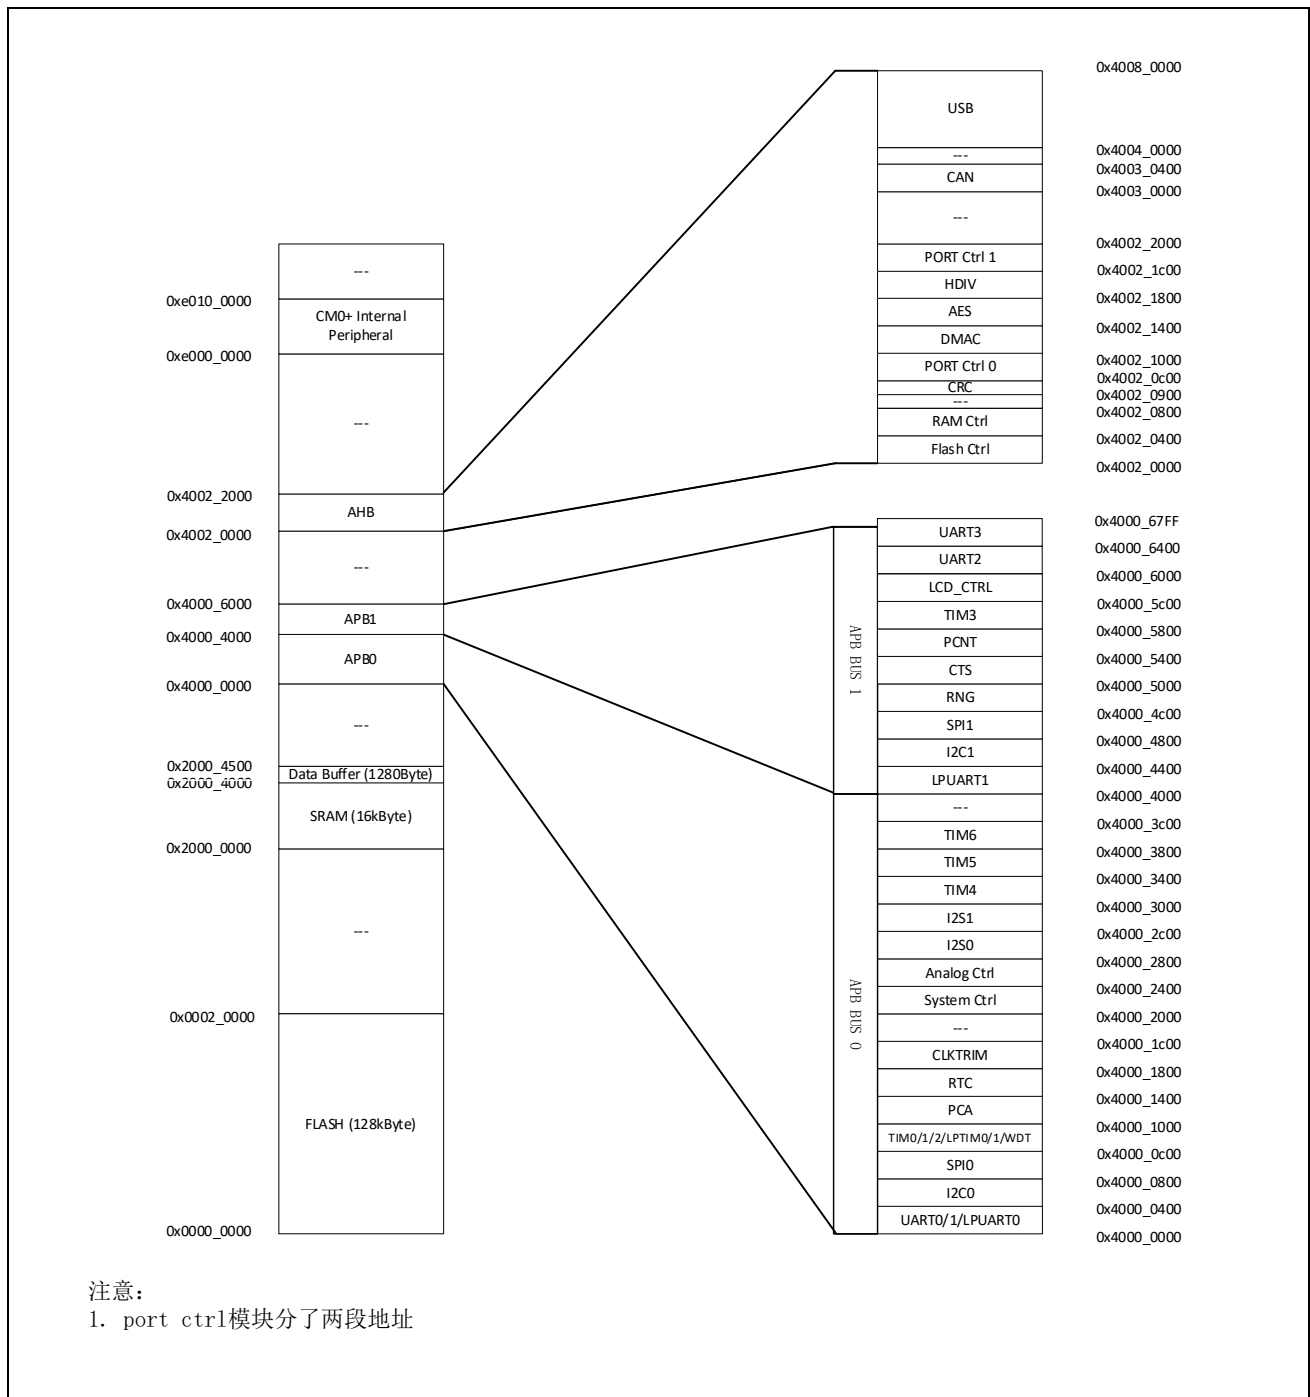 ---
0xe010_0000
CM0+ Internal
Peripheral
0xe000_0000
---
0x4002_2000
AHB
0x4002_0000
---
0x4000_6000
APB1
0x4000_4000
APB0
0x4000_0000
---
0x2000_4500
Data Buffer (1280Byte)
0x2000_4000
SRAM (16kByte)
0x2000_0000
---
0x0002_0000
FLASH (128kByte)
0x0000_0000
0x4008_0000
USB
0x4004_0000
---
0x4003_0400
CAN
0x4003_0000
---
0x4002_2000
PORT Ctrl 1
0x4002_1c00
HDIV
0x4002_1800
AES
0x4002_1400
DMAC
0x4002_1000
PORT Ctrl 0
0x4002_0c00
CRC
0x4002_0900
---
0x4002_0800
RAM Ctrl
0x4002_0400
Flash Ctrl
0x4002_0000
APB BUS 1
0x4000_67FF
UART3
0x4000_6400
UART2
0x4000_6000
LCD_CTRL
0x4000_5c00
TIM3
0x4000_5800
PCNT
0x4000_5400
CTS
0x4000_5000
RNG
0x4000_4c00
SPI1
0x4000_4800
I2C1
0x4000_4400
LPUART1
0x4000_4000
APB BUS 0
---
0x4000_3c00
TIM6
0x4000_3800
TIM5
0x4000_3400
TIM4
0x4000_3000
I2S1
0x4000_2c00
I2S0
0x4000_2800
Analog Ctrl
0x4000_2400
System Ctrl
0x4000_2000
---
0x4000_1c00
CLKTRIM
0x4000_1800
RTC
0x4000_1400
PCA
0x4000_1000
TIM0/1/2/LPTIM0/1/WDT
0x4000_0c00
SPI0
0x4000_0800
I2C0
0x4000_0400
UART0/1/LPUART0
0x4000_0000
注意：
1. port ctrl模块分了两段地址